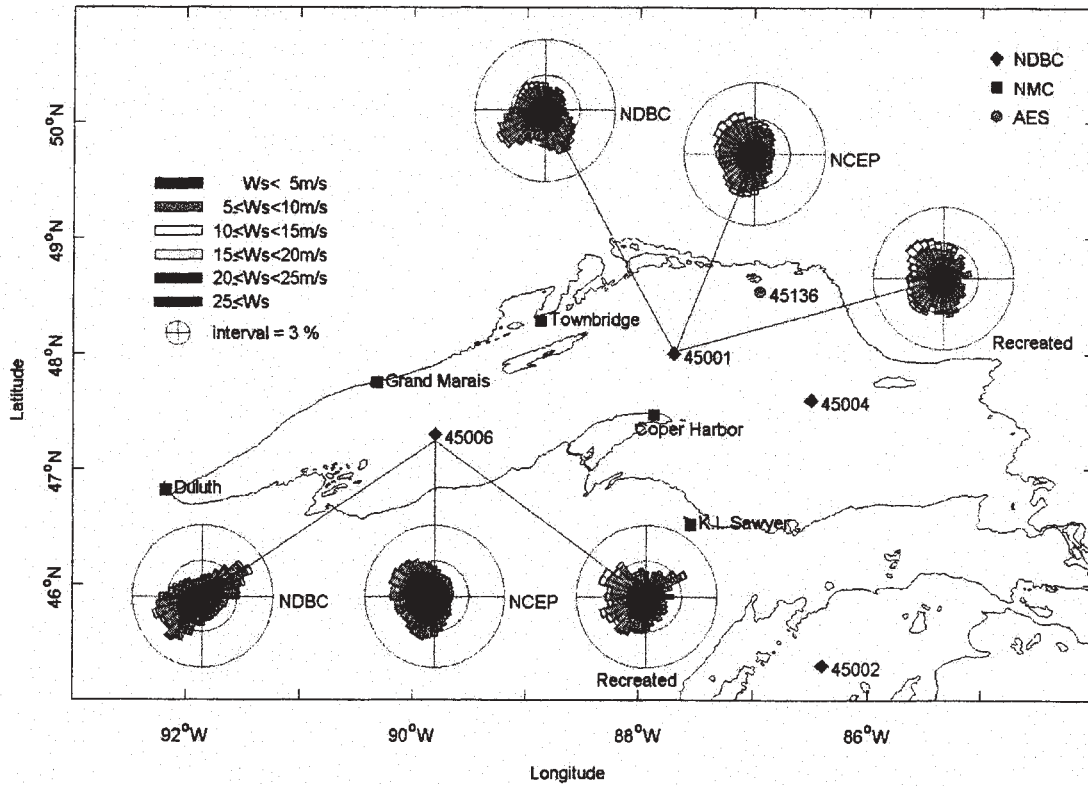 NDBC
NMC
AES
NDBC
NCEP
Recreated
Ws< 5m/s
5≤Ws<10m/s
10≤Ws<15m/s
15≤Ws<20m/s
20≤Ws<25m/s
25≤Ws
interval = 3 %
50°N
49°N
48°N
47°N
46°N
Latitude
45136
Townbridge
45001
Grand Marais
45004
Coper Harbor
45006
Duluth
K.I. Sawyer
NDBC
NCEP
Recreated
45002
92°W
90°W
88°W
86°W
Longitude